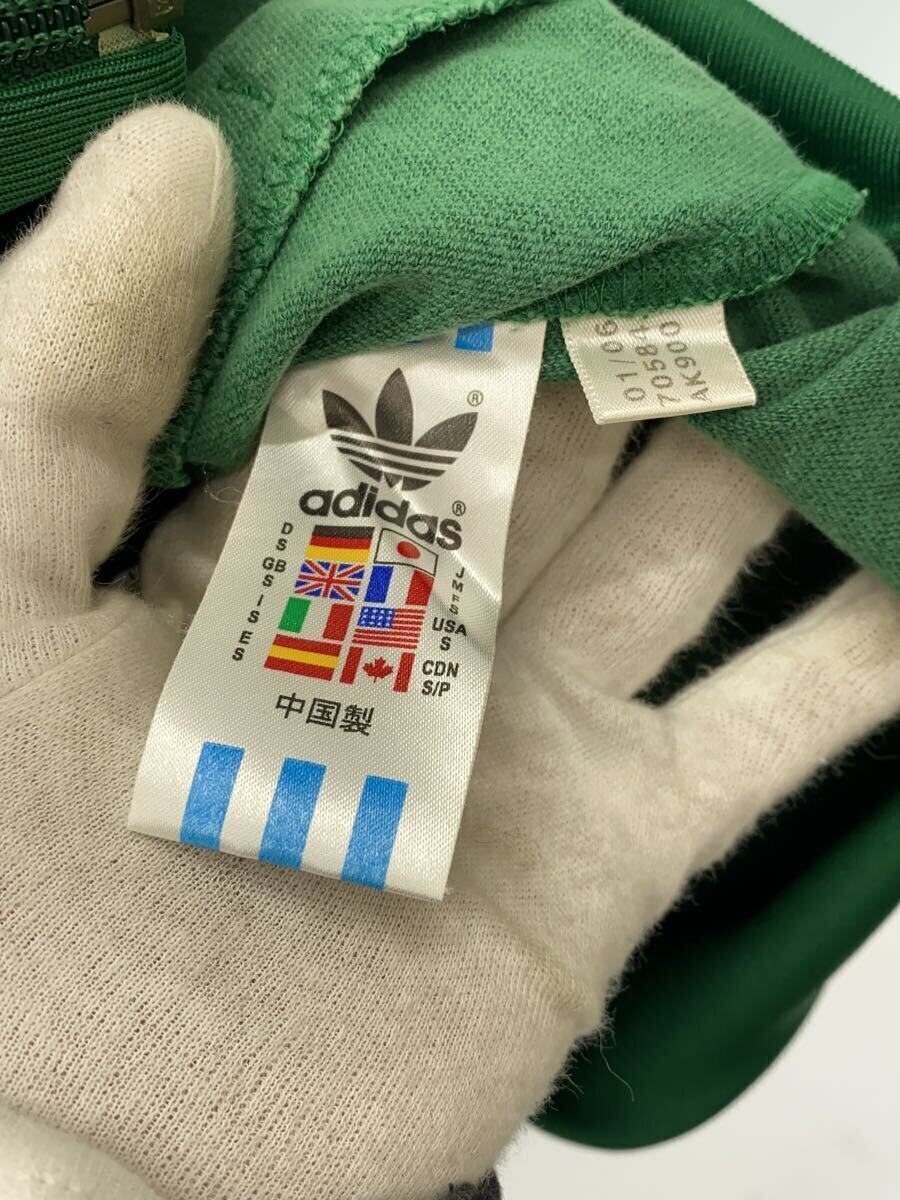 ®
adidas®
D
S
GB
S
I
S
E
S
J
M
F
S
USA
S
CDN
S/P
中国製
01/06
70584
AK900